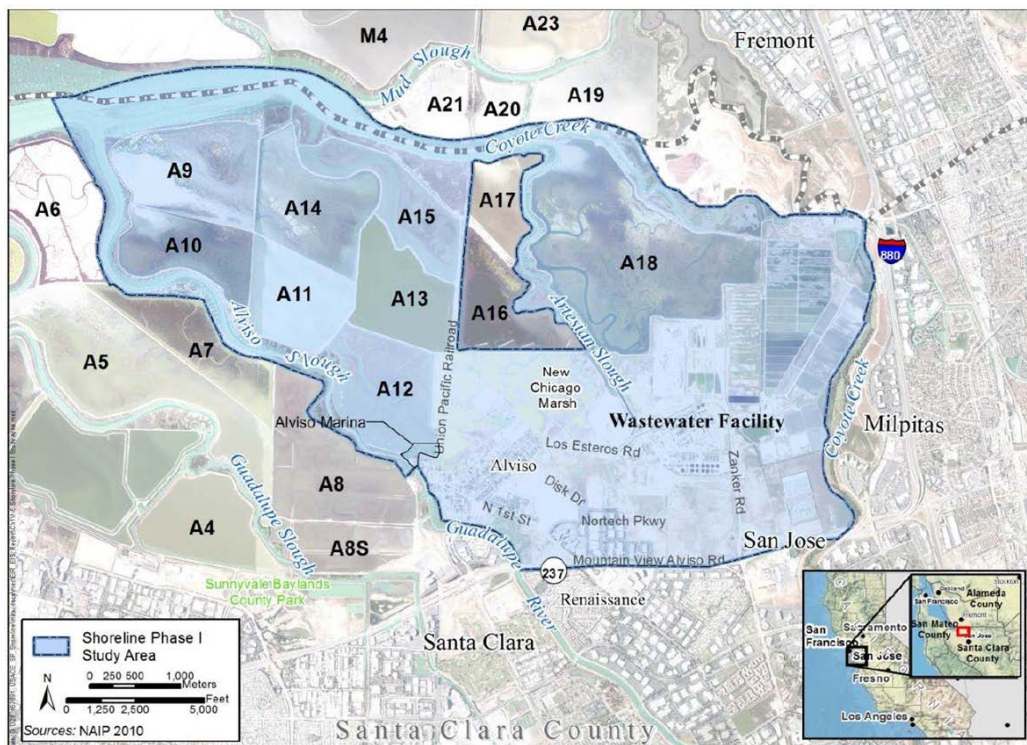 M4
A23
Fremont
Mud Slough
A21
A20
A19
Coyote Creek
A9
A14
A15
A17
A6
A10
A18
880
A11
A13
A16
Alviso Slough
Artesian Slough
A5
A7
A12
Union Pacific Railroad
New
Chicago
Marsh
Wastewater Facility
Coyote Creek
Milpitas
Alviso Marina
Los Esteros Rd
Alviso
Zanker Rd
Disk Dr
A8
Guadalupe Slough
N 1st St
Nortech Pkwy
A4
A8S
Guadalupe River
San Jose
Mountain View Alviso Rd
237
Sunnyvale Baylands
County Park
Renaissance
Santa Clara
Shoreline Phase I
Study Area
N
0 250 500 1,000
Meters
Feet
0 1,250 2,500 5,000
Sources: NAIP 2010
Santa Clara County
Sacramento
San
Francisco
San Jose
Fresno
Los Angeles
Oakland
San Francisco
Alameda
County
Fremont
San Mateo
County
San Jose
Santa Clara
County